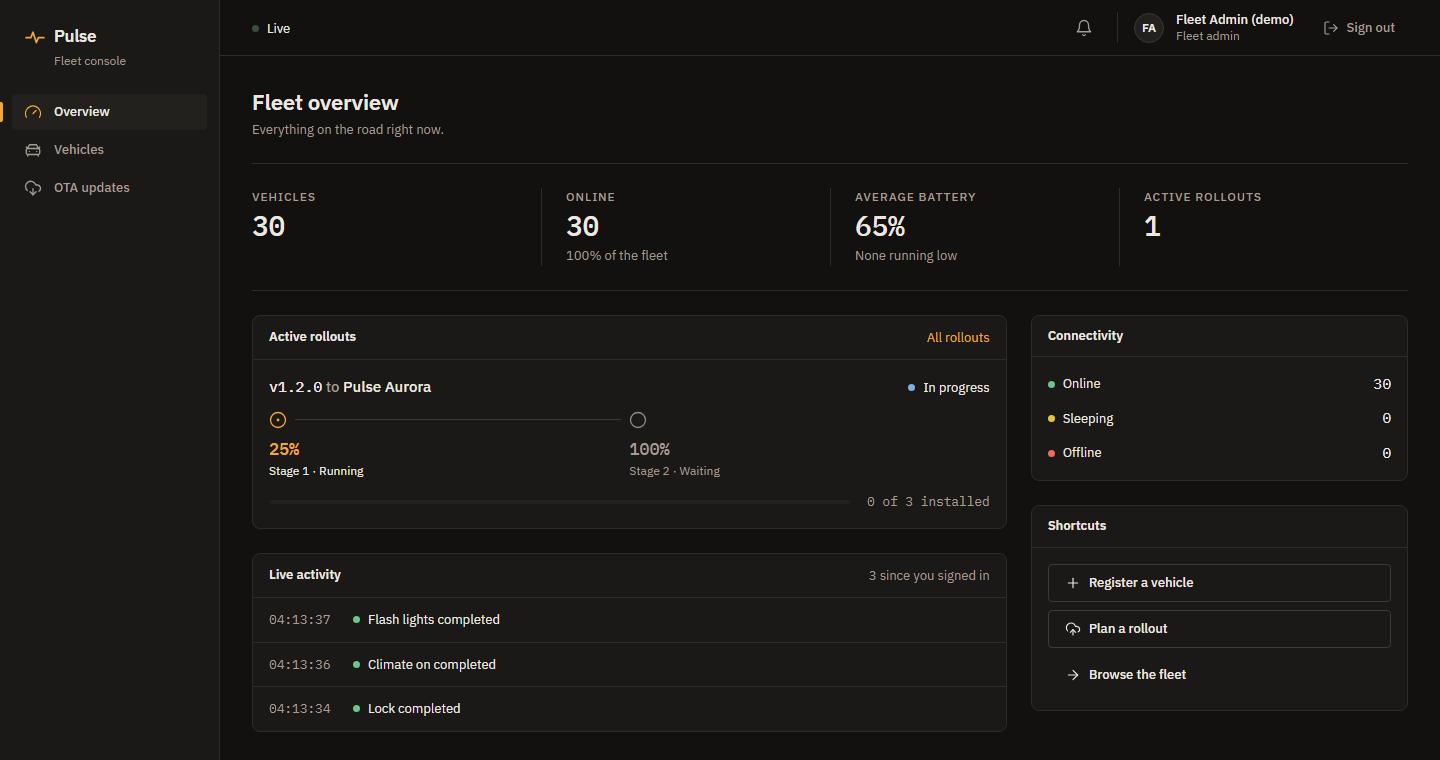 Pulse
Fleet console
Overview
Vehicles
OTA updates
Live
FA
Fleet Admin (demo)
Fleet admin
Sign out
Fleet overview
Everything on the road right now.
VEHICLES
30
ONLINE
30
100% of the fleet
AVERAGE BATTERY
65%
None running low
ACTIVE ROLLOUTS
1
Active rollouts
All rollouts
v1.2.0 to Pulse Aurora
In progress
25%
Stage 1 · Running
100%
Stage 2 · Waiting
0 of 3 installed
Live activity
3 since you signed in
04:13:37 Flash lights completed
04:13:36 Climate on completed
04:13:34 Lock completed
Connectivity
Online 30
Sleeping 0
Offline 0
Shortcuts
Register a vehicle
Plan a rollout
Browse the fleet